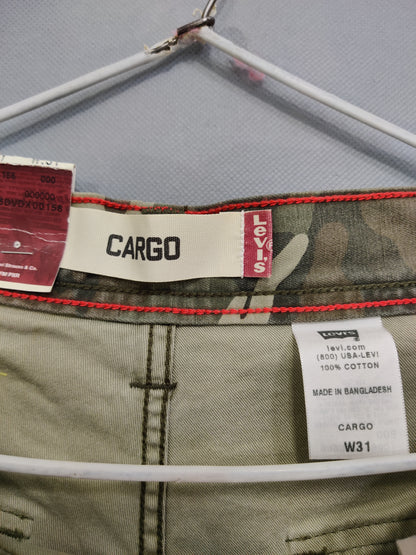 CARGO
LEVI'S
LEVI'S
levi.com
(800) USA-LEVI
100% COTTON
MADE IN BANGLADESH
CARGO
W31